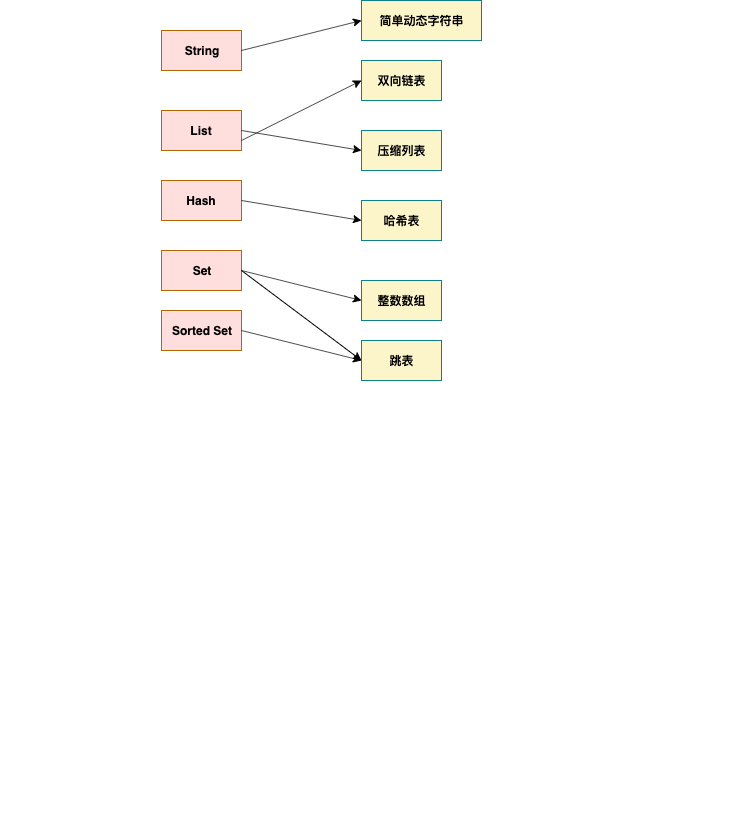 简单动态字符串
String
双向链表
List
压缩列表
Hash
哈希表
Set
整数数组
Sorted Set
跳表